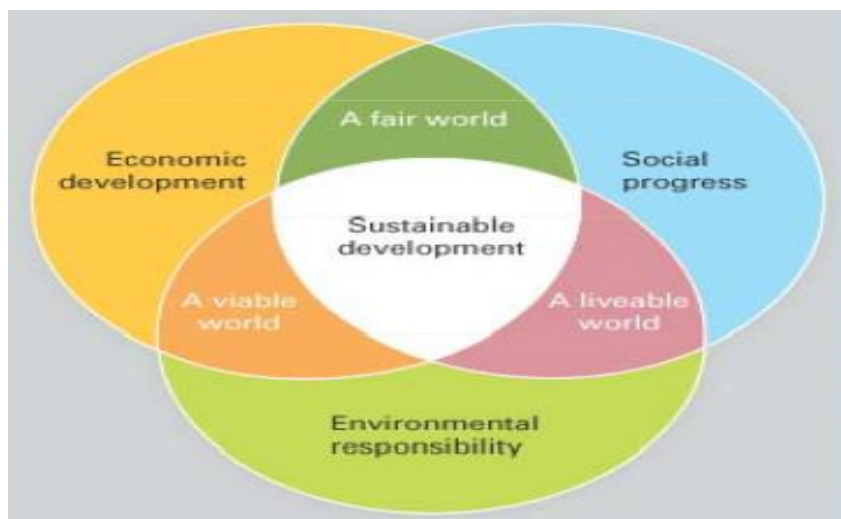 A fair world
Economic
development
Social
progress
Sustainable
development
A viable
world
A liveable
world
Environmental
responsibility